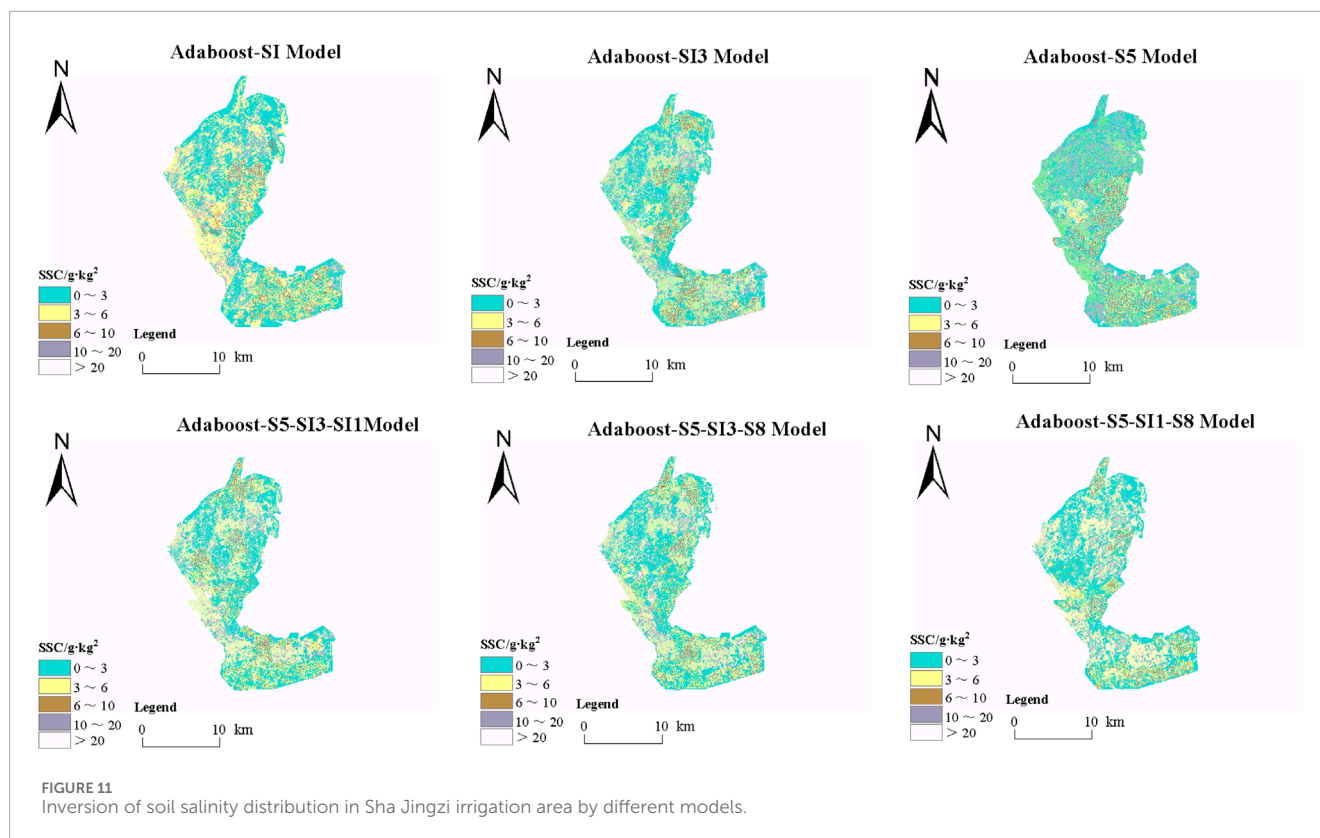 Adaboost-SI Model
N
SSC/g·kg²
0～3
3～6
6～10
10～20
＞20
Legend
0 10 km
Adaboost-SI3 Model
N
SSC/g·kg²
0～3
3～6
6～10
10～20
＞20
Legend
0 10 km
Adaboost-S5 Model
N
SSC/g·kg²
0～3
3～6
6～10
10～20
＞20
Legend
0 10 km
Adaboost-S5-SI3-SI1Model
N
SSC/g·kg²
0～3
3～6
6～10
10～20
＞20
Legend
0 10 km
Adaboost-S5-SI3-S8 Model
N
SSC/g·kg²
0～3
3～6
6～10
10～20
＞20
Legend
0 10 km
Adaboost-S5-SI1-S8 Model
N
SSC/g·kg²
0～3
3～6
6～10
10～20
＞20
Legend
0 10 km
FIGURE 11
Inversion of soil salinity distribution in Sha Jingzi irrigation area by different models.